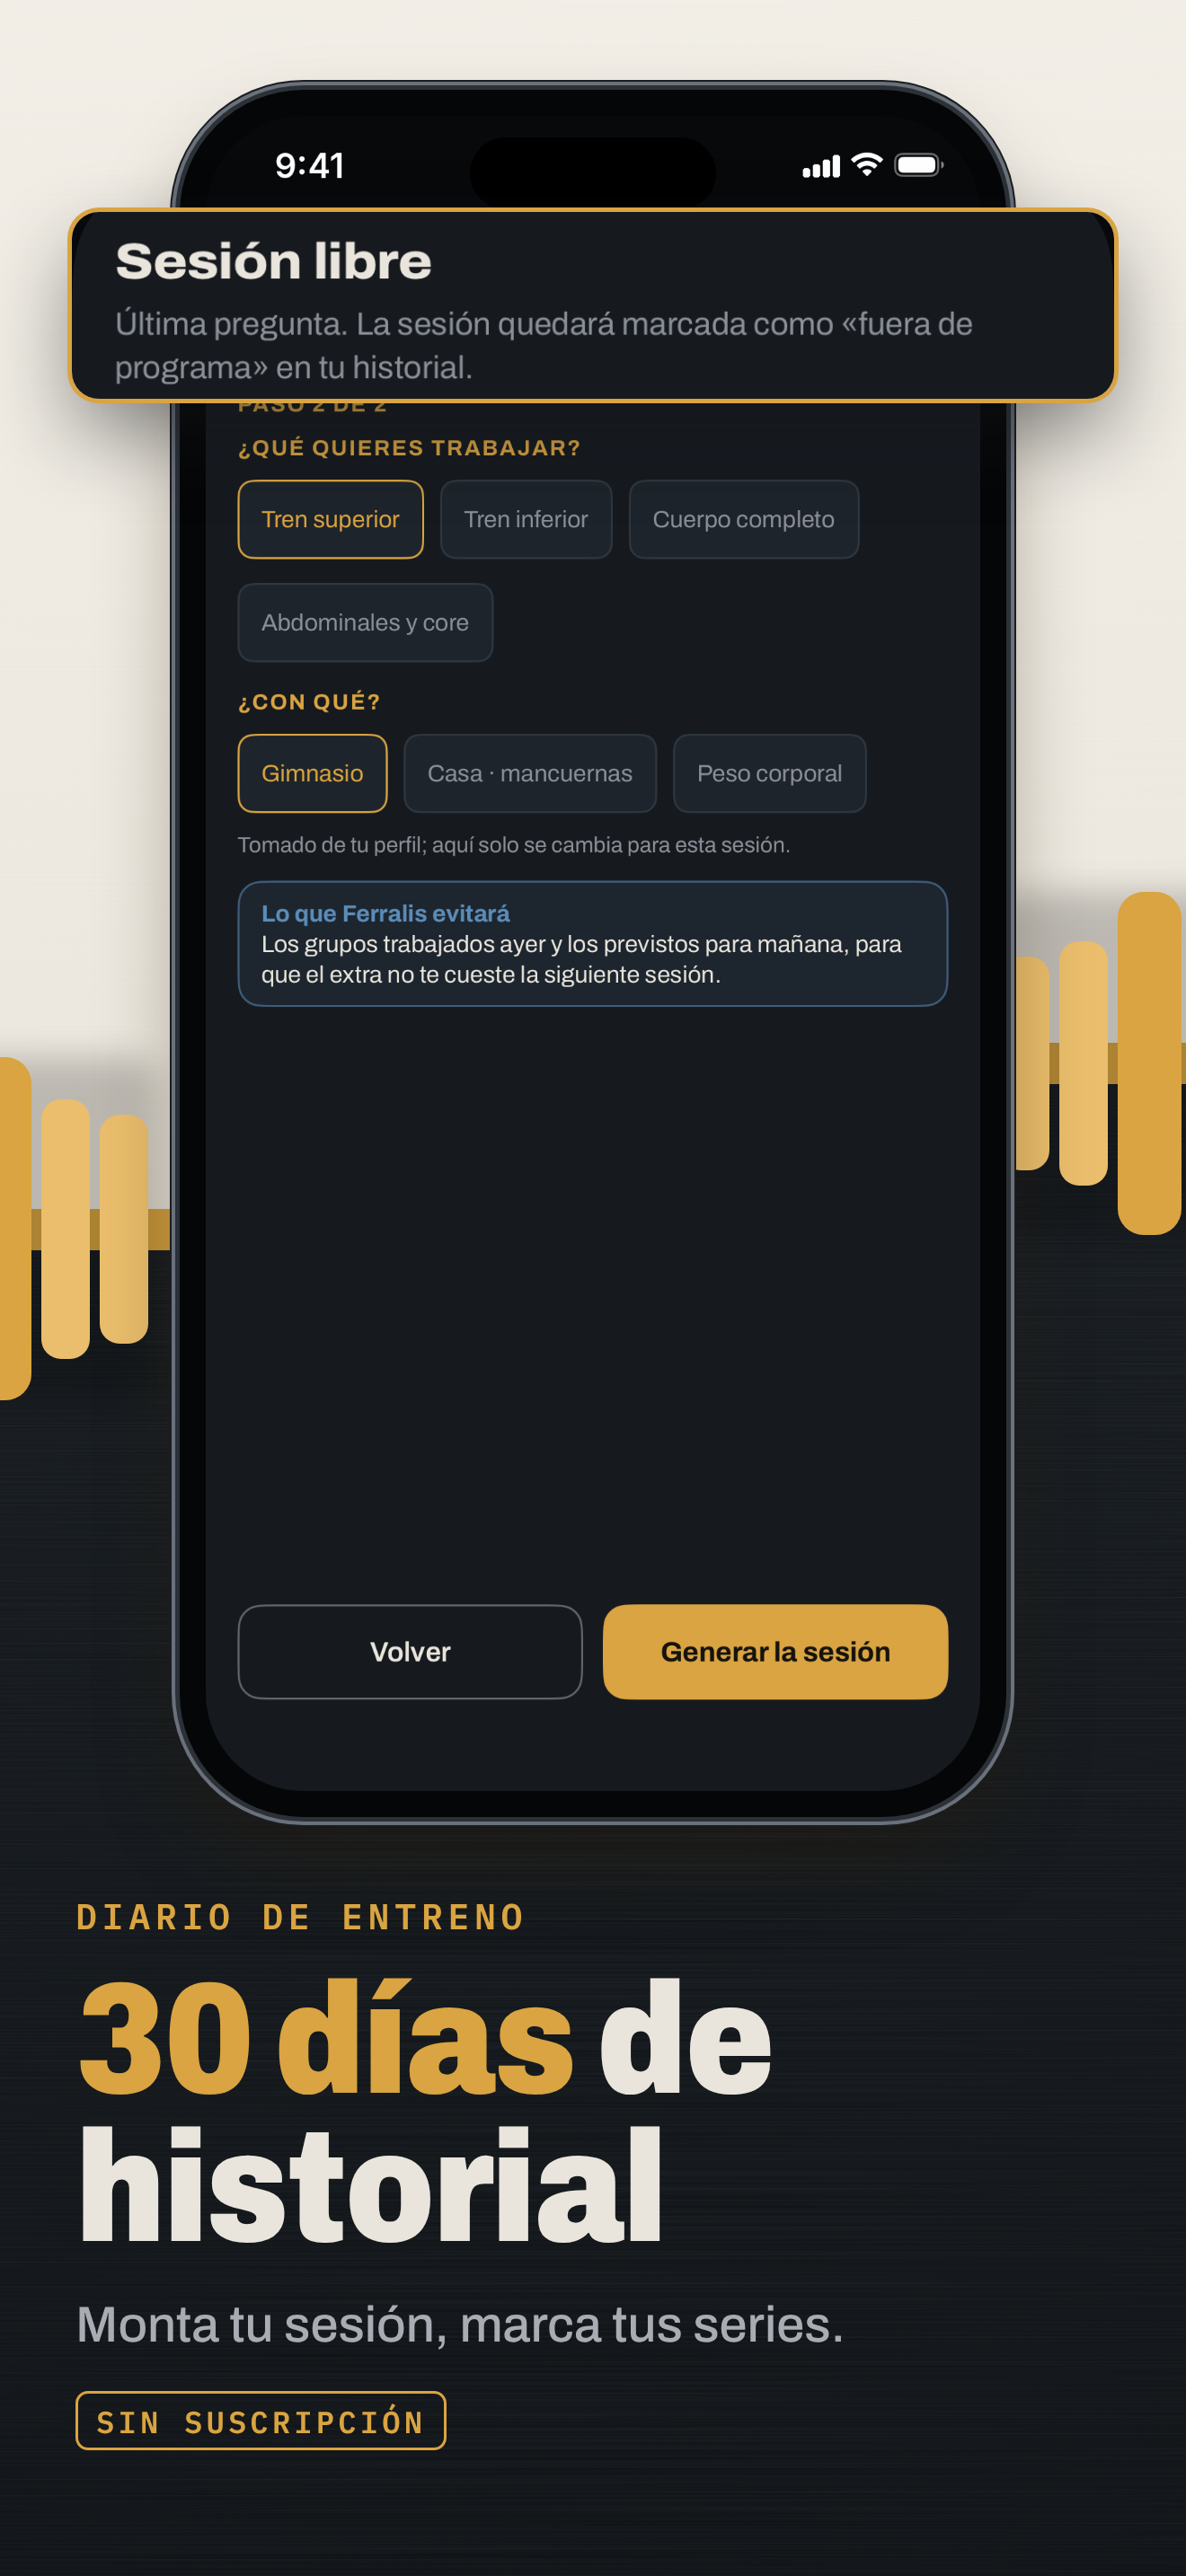 9:41
Sesión libre
Última pregunta. La sesión quedará marcada como «fuera de
programa» en tu historial.
PASO 2 DE 2
¿QUÉ QUIERES TRABAJAR?
Tren superior
Tren inferior
Cuerpo completo
Abdominales y core
¿CON QUÉ?
Gimnasio
Casa · mancuernas
Peso corporal
Tomado de tu perfil; aquí solo se cambia para esta sesión.
Lo que Ferralis evitará
Los grupos trabajados ayer y los previstos para mañana, para
que el extra no te cueste la siguiente sesión.
Volver
Generar la sesión
DIARIO DE ENTRENO
30 días de
historial
Monta tu sesión, marca tus series.
SIN SUSCRIPCIÓN